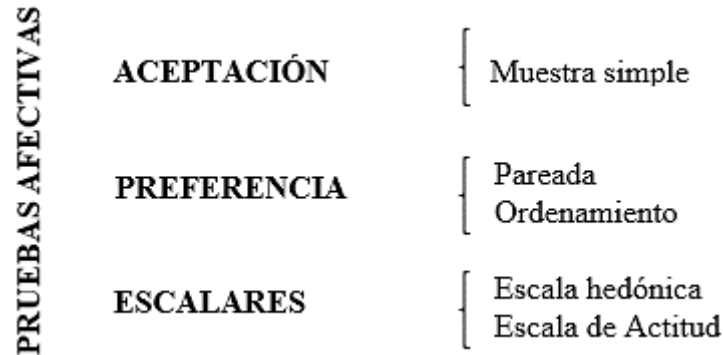 PRUEBAS AFECTIVAS
ACEPTACIÓN
Muestra simple
PREFERENCIA
Pareada
Ordenamiento
ESCALARES
Escala hedónica
Escala de Actitud